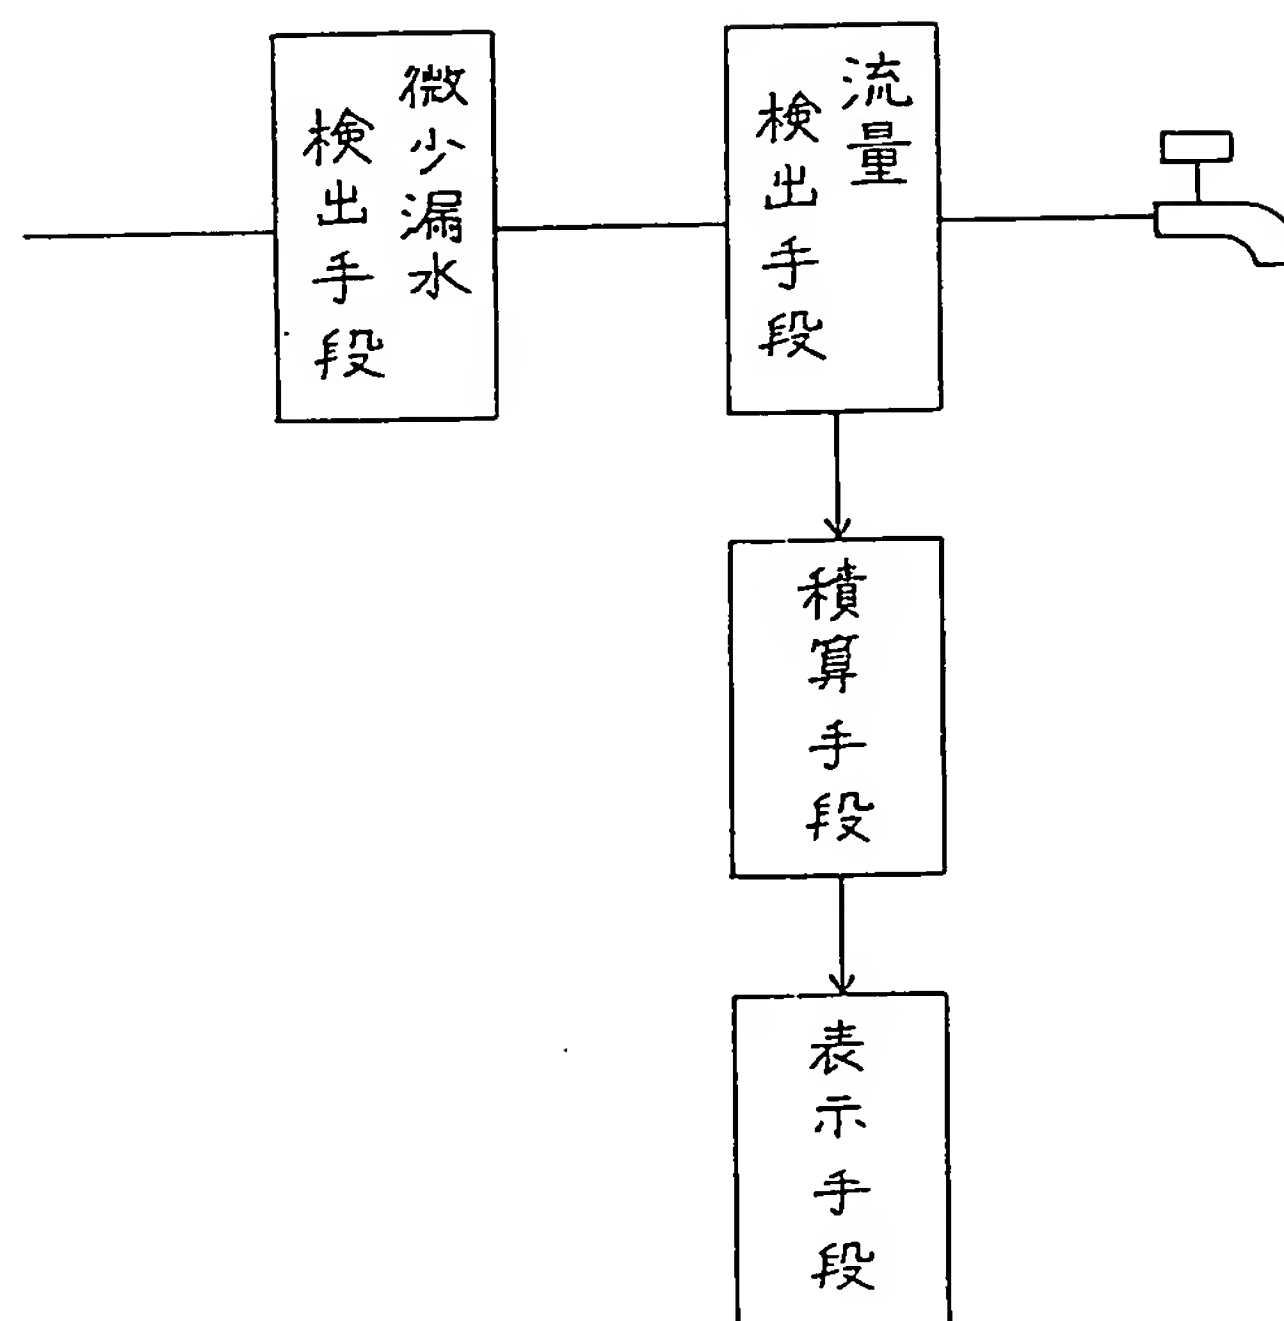 微少漏水
検出手段
流量
検出手段
積算手段
表示手段